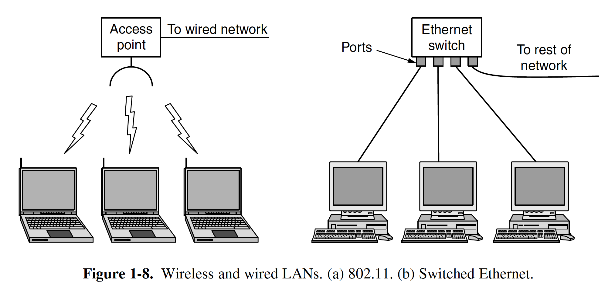 Access
point
To wired network
Ethernet
switch
Ports
To rest of
network
Figure 1-8. Wireless and wired LANs. (a) 802.11. (b) Switched Ethernet.